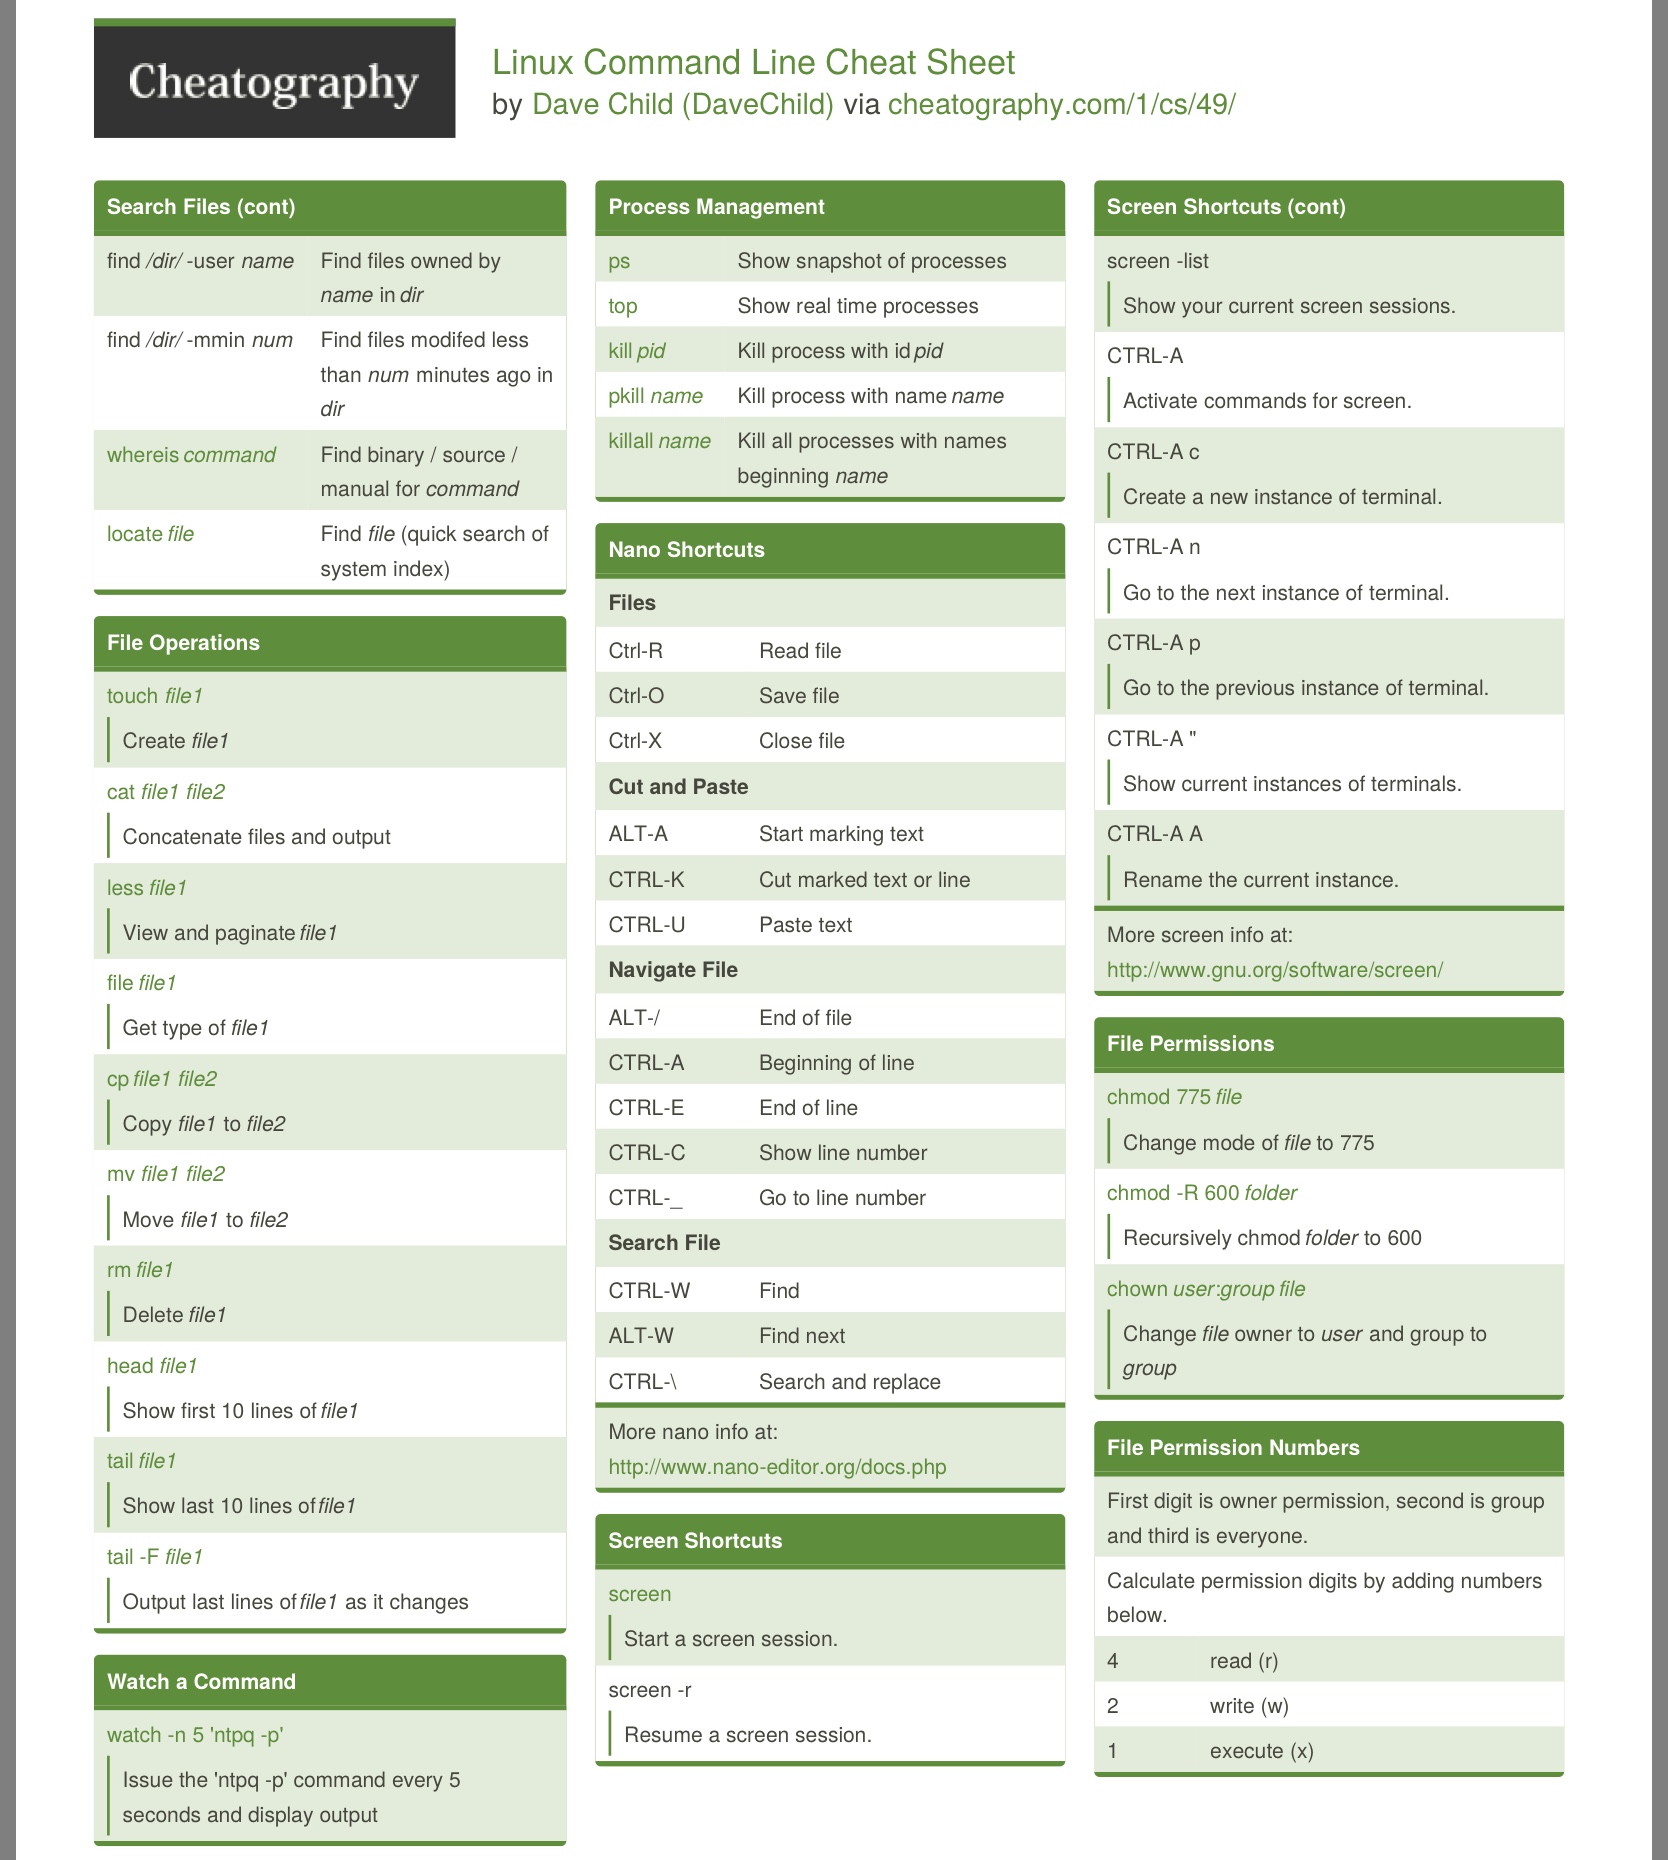 Cheatography
Linux Command Line Cheat Sheet
by Dave Child (DaveChild) via cheatography.com/1/cs/49/
Search Files (cont)
find /dir/ -user name Find files owned by
name in dir
find /dir/ -mmin num Find files modifed less
than num minutes ago in
dir
whereis command Find binary / source /
manual for command
locate file Find file (quick search of
system index)
File Operations
touch file1
Create file1
cat file1 file2
Concatenate files and output
less file1
View and paginate file1
file file1
Get type of file1
cp file1 file2
Copy file1 to file2
mv file1 file2
Move file1 to file2
rm file1
Delete file1
head file1
Show first 10 lines of file1
tail file1
Show last 10 lines of file1
tail -F file1
Output last lines of file1 as it changes
Watch a Command
watch -n 5 'ntpq -p'
Issue the 'ntpq -p' command every 5
seconds and display output
Process Management
ps Show snapshot of processes
top Show real time processes
kill pid Kill process with id pid
pkill name Kill process with name name
killall name Kill all processes with names
beginning name
Nano Shortcuts
Files
Ctrl-R Read file
Ctrl-O Save file
Ctrl-X Close file
Cut and Paste
ALT-A Start marking text
CTRL-K Cut marked text or line
CTRL-U Paste text
Navigate File
ALT-/ End of file
CTRL-A Beginning of line
CTRL-E End of line
CTRL-C Show line number
CTRL-_ Go to line number
Search File
CTRL-W Find
ALT-W Find next
CTRL-\ Search and replace
More nano info at:
http://www.nano-editor.org/docs.php
Screen Shortcuts
screen
Start a screen session.
screen -r
Resume a screen session.
Screen Shortcuts (cont)
screen -list
Show your current screen sessions.
CTRL-A
Activate commands for screen.
CTRL-A c
Create a new instance of terminal.
CTRL-A n
Go to the next instance of terminal.
CTRL-A p
Go to the previous instance of terminal.
CTRL-A "
Show current instances of terminals.
CTRL-A A
Rename the current instance.
More screen info at:
http://www.gnu.org/software/screen/
File Permissions
chmod 775 file
Change mode of file to 775
chmod -R 600 folder
Recursively chmod folder to 600
chown user:group file
Change file owner to user and group to
group
File Permission Numbers
First digit is owner permission, second is group
and third is everyone.
Calculate permission digits by adding numbers
below.
4 read (r)
2 write (w)
1 execute (x)